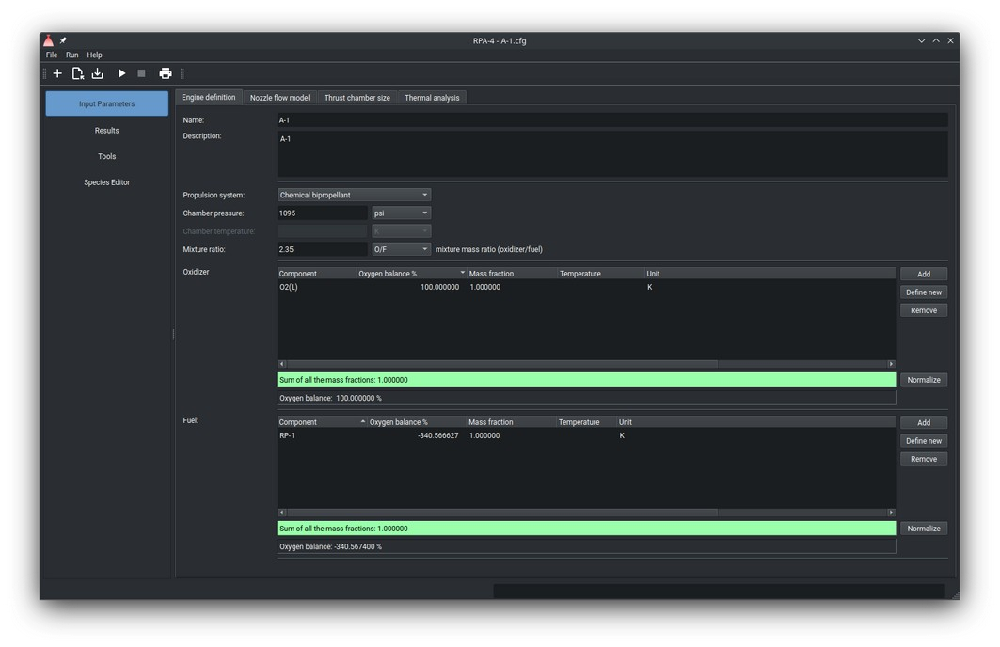 RPA-4 - A-1.cfg
File Run Help
Input Parameters
Results
Tools
Species Editor
Engine definition Nozzle flow model Thrust chamber size Thermal analysis
Name: A-1
Description: A-1
Propulsion system: Chemical bipropellant
Chamber pressure: 1095 psi
Chamber temperature: K
Mixture ratio: 2.35 O/F mixture mass ratio (oxidizer/fuel)
Oxidizer
Component Oxygen balance % Mass fraction Temperature Unit
O2(L) 100.000000 1.000000 K
Add
Define new
Remove
Sum of all the mass fractions: 1.000000 Normalize
Oxygen balance: 100.000000 %
Fuel:
Component Oxygen balance % Mass fraction Temperature Unit
RP-1 -340.566627 1.000000 K
Add
Define new
Remove
Sum of all the mass fractions: 1.000000 Normalize
Oxygen balance: -340.567400 %